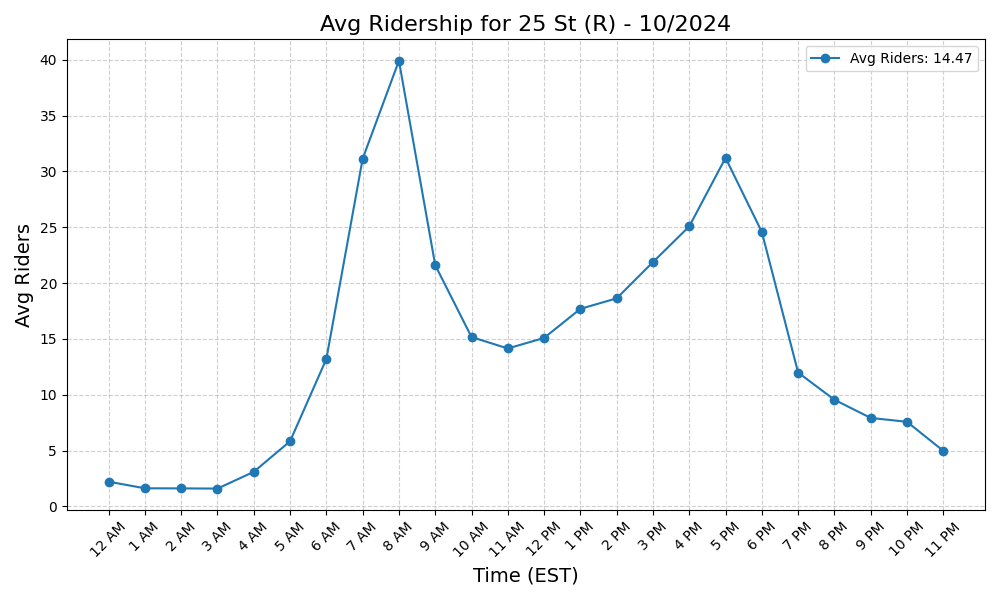 Avg Ridership for 25 St (R) - 10/2024
Avg Riders: 14.47
Avg Riders
40
35
30
25
20
15
10
5
0
12 AM
1 AM
2 AM
3 AM
4 AM
5 AM
6 AM
7 AM
8 AM
9 AM
10 AM
11 AM
12 PM
1 PM
2 PM
3 PM
4 PM
5 PM
6 PM
7 PM
8 PM
9 PM
10 PM
11 PM
Time (EST)